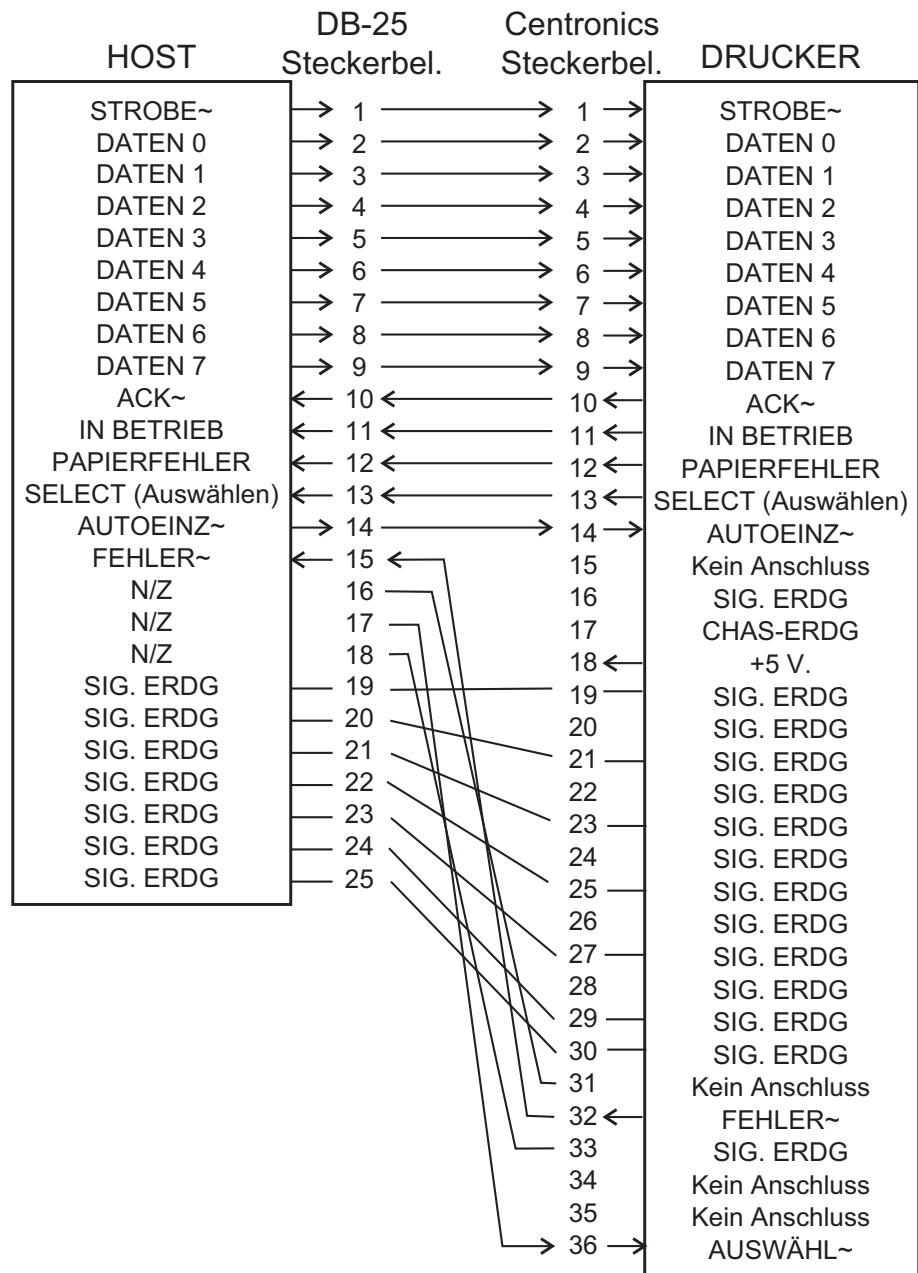 HOST DB-25 Steckerbel. Centronics Steckerbel. DRUCKER
STROBE~ 1 1 STROBE~
DATEN 0 2 2 DATEN 0
DATEN 1 3 3 DATEN 1
DATEN 2 4 4 DATEN 2
DATEN 3 5 5 DATEN 3
DATEN 4 6 6 DATEN 4
DATEN 5 7 7 DATEN 5
DATEN 6 8 8 DATEN 6
DATEN 7 9 9 DATEN 7
ACK~ 10 10 ACK~
IN BETRIEB 11 11 IN BETRIEB
PAPIERFEHLER 12 12 PAPIERFEHLER
SELECT (Auswählen) 13 13 SELECT (Auswählen)
AUTOEINZ~ 14 14 AUTOEINZ~
FEHLER~ 15 15 Kein Anschluss
N/Z 16 16 SIG. ERDG
N/Z 17 17 CHAS-ERDG
N/Z 18 18 +5 V.
SIG. ERDG 19 19 SIG. ERDG
SIG. ERDG 20 20 SIG. ERDG
SIG. ERDG 21 21 SIG. ERDG
SIG. ERDG 22 22 SIG. ERDG
SIG. ERDG 23 23 SIG. ERDG
SIG. ERDG 24 24 SIG. ERDG
SIG. ERDG 25 25 SIG. ERDG
26 SIG. ERDG
27 SIG. ERDG
28 SIG. ERDG
29 SIG. ERDG
30 SIG. ERDG
31 Kein Anschluss
32 FEHLER~
33 SIG. ERDG
34 Kein Anschluss
35 Kein Anschluss
36 AUSWÄHL~